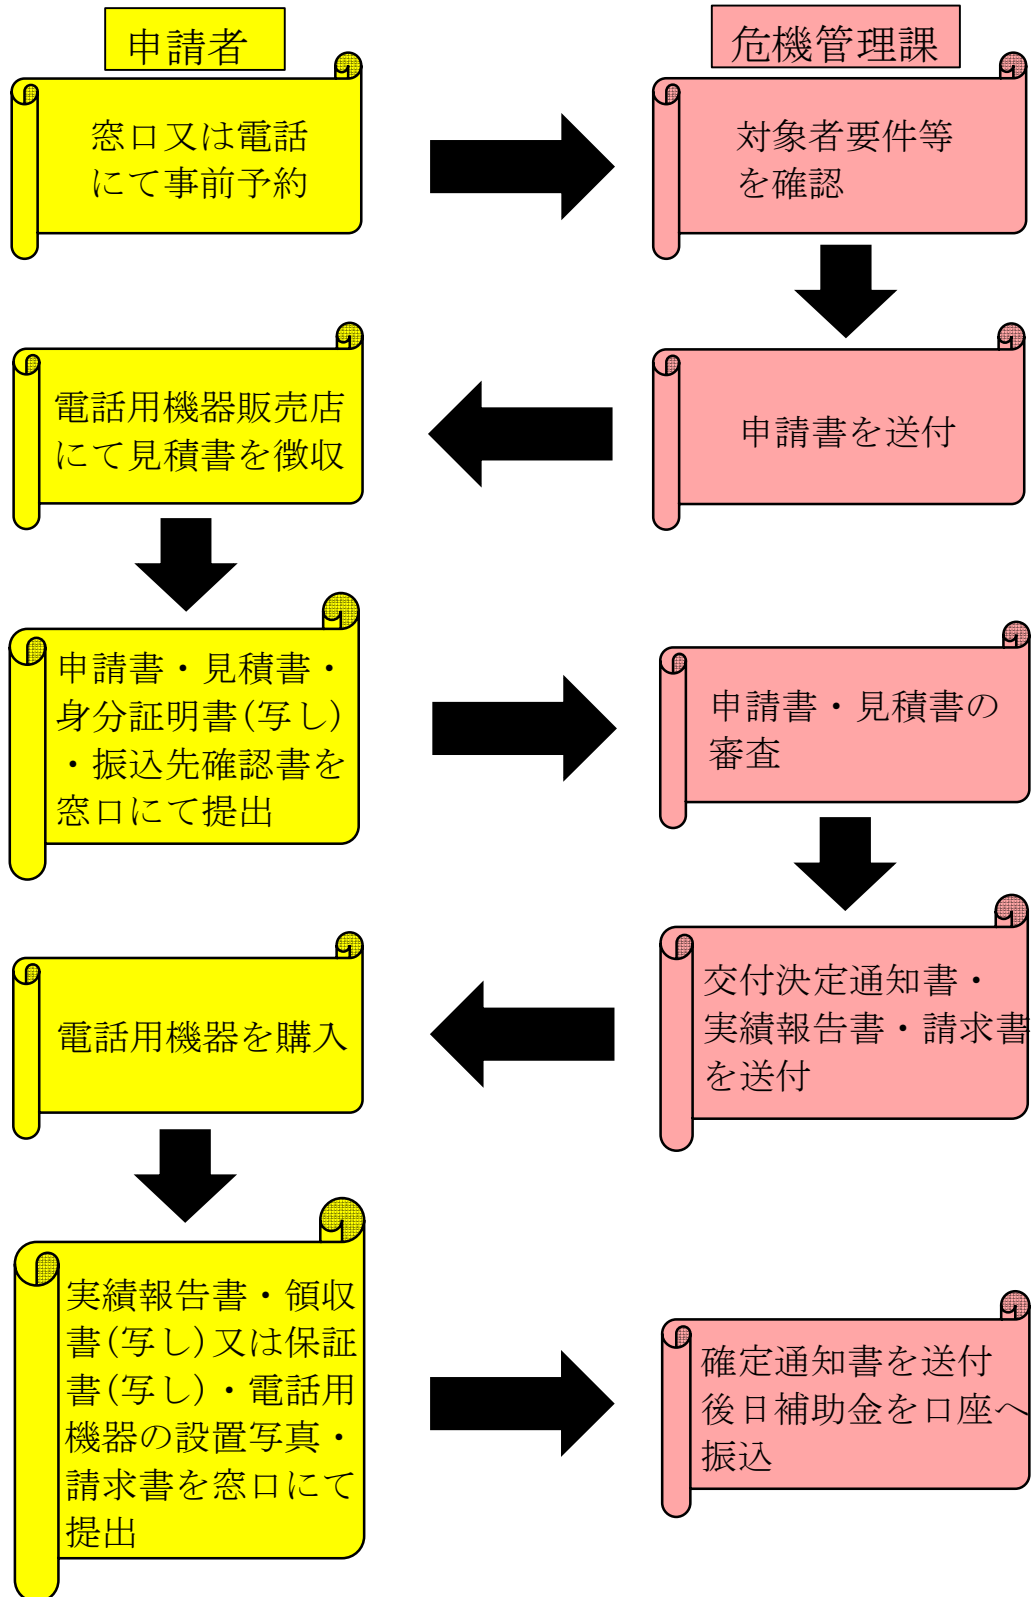 申請者
危機管理課
窓口又は電話
にて事前予約
対象者要件等
を確認
申請書を送付
電話用機器販売店
にて見積書を徴収
申請書・見積書・
身分証明書(写し)
・振込先確認書を
窓口にて提出
申請書・見積書の
審査
交付決定通知書・
実績報告書・請求書
を送付
電話用機器を購入
実績報告書・領収
書(写し)又は保証
書(写し)・電話用
機器の設置写真・
請求書を窓口にて
提出
確定通知書を送付
後日補助金を口座へ
振込